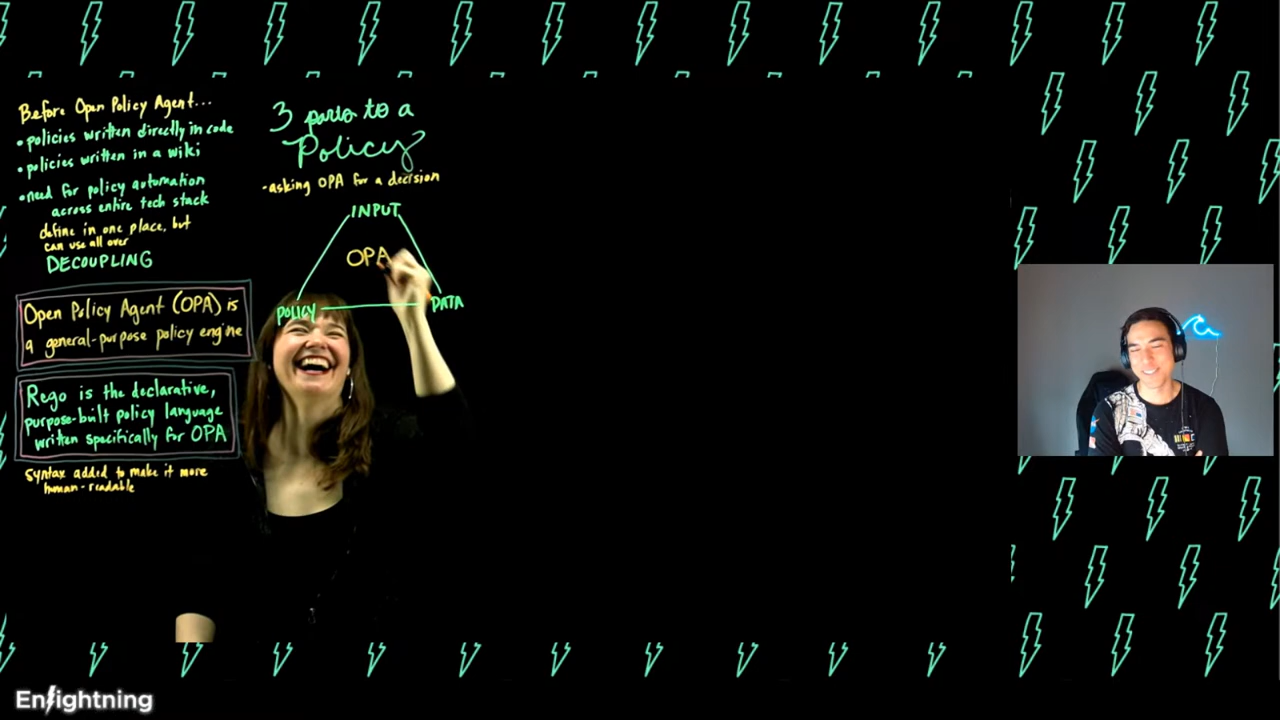 Before Open Policy Agent...
• policies written directly in code
• policies written in a wiki
• need for policy automation
across entire tech stack
define in one place, but
can use all over
DECOUPLING
Open Policy Agent (OPA) is
a general-purpose policy engine
Rego is the declarative,
purpose-built policy language
written specifically for OPA
Syntax added to make it more
human-readable
3 parts to a
Policy
- asking OPA for a decision
INPUT
OPA
POLICY
DATA
Enlightning